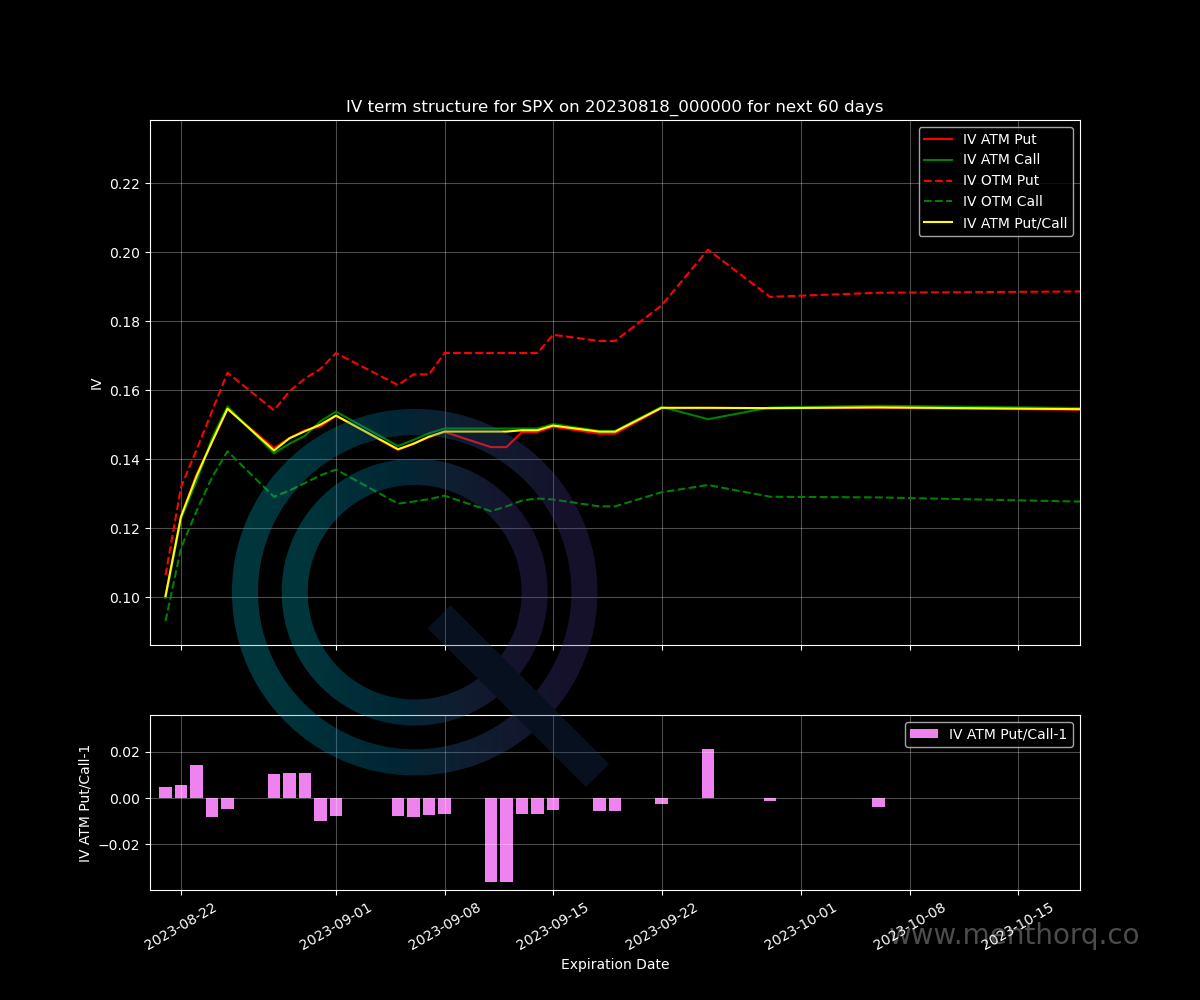 IV term structure for SPX on 20230818_000000 for next 60 days
IV ATM Put
IV ATM Call
IV OTM Put
IV OTM Call
IV ATM Put/Call
IV
0.22
0.20
0.18
0.16
0.14
0.12
0.10
IV ATM Put/Call-1
IV ATM Put/Call-1
0.02
0.00
−0.02
2023-08-22
2023-09-01
2023-09-08
2023-09-15
2023-09-22
2023-10-01
2023-10-08
2023-10-15
www.menthorq.co
Expiration Date